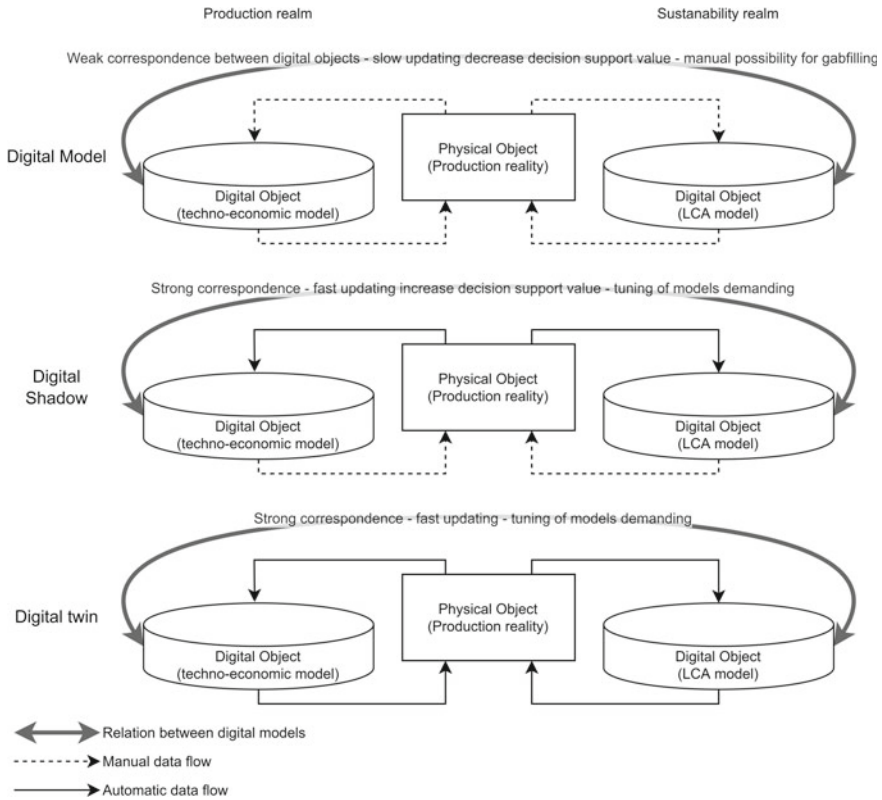 Production realm
Sustanability realm
Weak correspondence between digital objects - slow updating decrease decision support value - manual possibility for gabfilling
Digital Model
Digital Object
(techno-economic model)
Physical Object
(Production reality)
Digital Object
(LCA model)
Strong correspondence - fast updating increase decision support value - tuning of models demanding
Digital
Shadow
Digital Object
(techno-economic model)
Physical Object
(Production reality)
Digital Object
(LCA model)
Strong correspondence - fast updating - tuning of models demanding
Digital twin
Digital Object
(techno-economic model)
Physical Object
(Production reality)
Digital Object
(LCA model)
Relation between digital models
Manual data flow
Automatic data flow